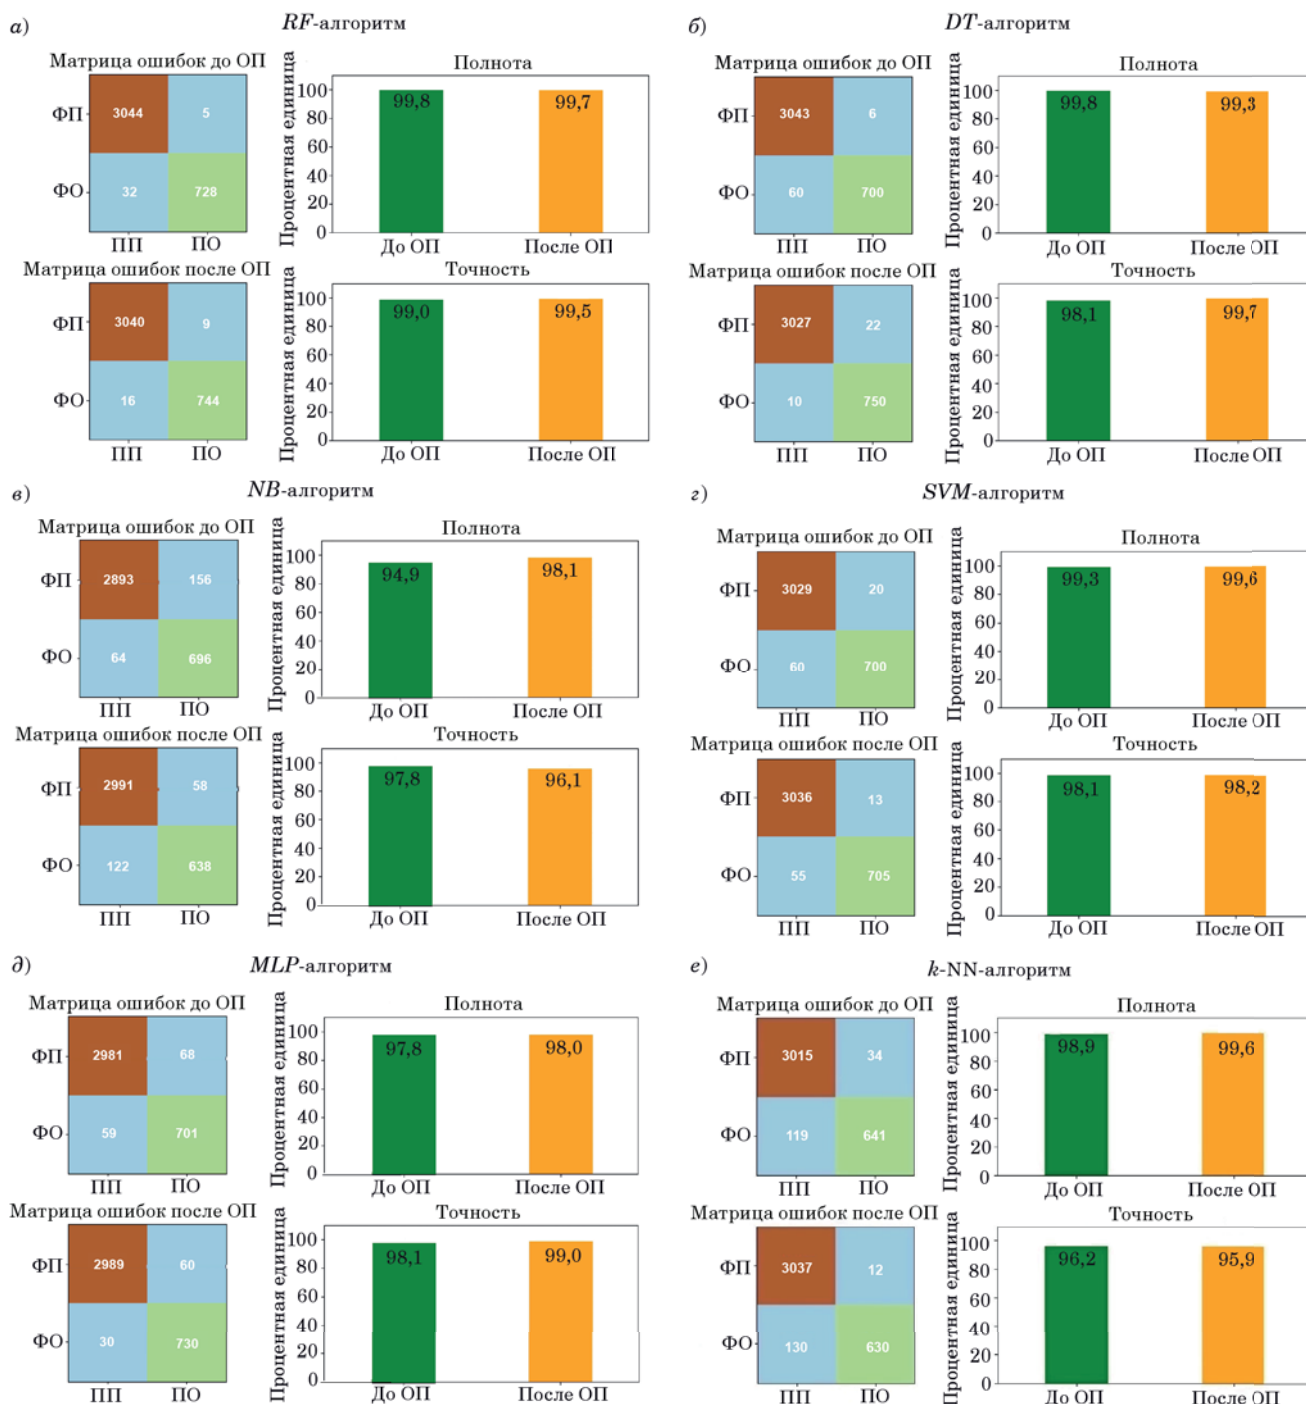 а) RF-алгоритм
Матрица ошибок до ОП
ФП
3044 5
ФО
32 728
ПП ПО
Полнота
Процентная единица
100
80
60
40
20
0
99,8 99,7
До ОП После ОП
Матрица ошибок после ОП
ФП
3040 9
ФО
16 744
ПП ПО
Точность
Процентная единица
100
80
60
40
20
0
99,0 99,5
До ОП После ОП
б) DT-алгоритм
Матрица ошибок до ОП
ФП
3043 6
ФО
60 700
ПП ПО
Полнота
Процентная единица
100
80
60
40
20
0
99,8 99,3
До ОП После ОП
Матрица ошибок после ОП
ФП
3027 22
ФО
10 750
ПП ПО
Точность
Процентная единица
100
80
60
40
20
0
98,1 99,7
До ОП После ОП
в) NB-алгоритм
Матрица ошибок до ОП
ФП
2893 156
ФО
64 696
ПП ПО
Полнота
Процентная единица
100
80
60
40
20
0
94,9 98,1
До ОП После ОП
Матрица ошибок после ОП
ФП
2991 58
ФО
122 638
ПП ПО
Точность
Процентная единица
100
80
60
40
20
0
97,8 96,1
До ОП После ОП
г) SVM-алгоритм
Матрица ошибок до ОП
ФП
3029 20
ФО
60 700
ПП ПО
Полнота
Процентная единица
100
80
60
40
20
0
99,3 99,6
До ОП После ОП
Матрица ошибок после ОП
ФП
3036 13
ФО
55 705
ПП ПО
Точность
Процентная единица
100
80
60
40
20
0
98,1 98,2
До ОП После ОП
д) MLP-алгоритм
Матрица ошибок до ОП
ФП
2981 68
ФО
59 701
ПП ПО
Полнота
Процентная единица
100
80
60
40
20
0
97,8 98,0
До ОП После ОП
Матрица ошибок после ОП
ФП
2989 60
ФО
30 730
ПП ПО
Точность
Процентная единица
100
80
60
40
20
0
98,1 99,0
До ОП После ОП
е) k-NN-алгоритм
Матрица ошибок до ОП
ФП
3015 34
ФО
119 641
ПП ПО
Полнота
Процентная единица
100
80
60
40
20
0
98,9 99,6
До ОП После ОП
Матрица ошибок после ОП
ФП
3037 12
ФО
130 630
ПП ПО
Точность
Процентная единица
100
80
60
40
20
0
96,2 95,9
До ОП После ОП